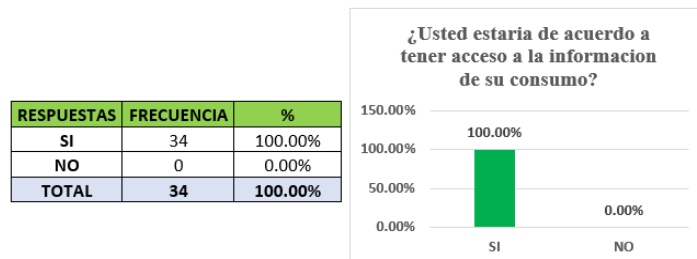 RESPUESTAS FRECUENCIA %
SI 34 100.00%
NO 0 0.00%
TOTAL 34 100.00%
¿Usted estaria de acuerdo a
tener acceso a la informacion
de su consumo?
150.00%
100.00%
50.00%
0.00%
100.00%
0.00%
SI NO